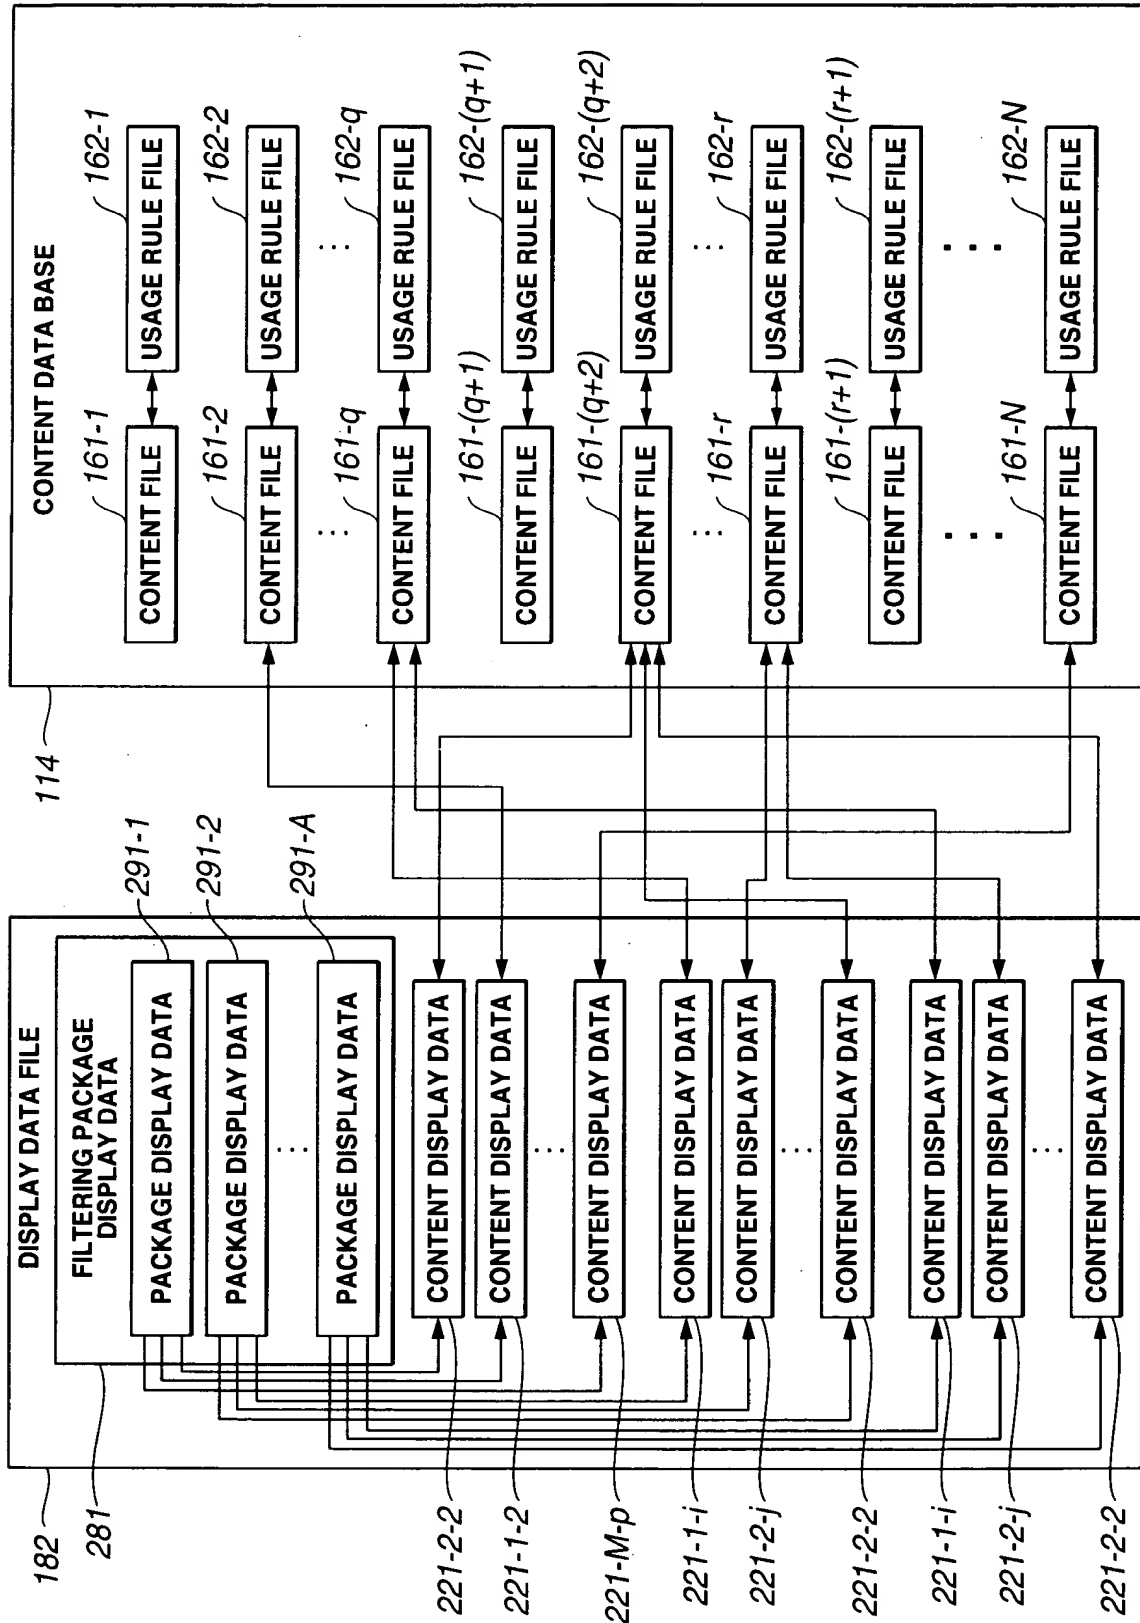 DISPLAY DATA FILE
182
FILTERING PACKAGE
DISPLAY DATA
281
PACKAGE DISPLAY DATA
291-1
PACKAGE DISPLAY DATA
291-2
...
PACKAGE DISPLAY DATA
291-A
221-2-2
CONTENT DISPLAY DATA
221-1-2
CONTENT DISPLAY DATA
...
221-M-p
CONTENT DISPLAY DATA
221-1-i
CONTENT DISPLAY DATA
221-2-j
CONTENT DISPLAY DATA
...
221-2-2
CONTENT DISPLAY DATA
221-1-i
CONTENT DISPLAY DATA
221-2-j
CONTENT DISPLAY DATA
...
221-2-2
CONTENT DISPLAY DATA
114
CONTENT DATA BASE
161-1
162-1
CONTENT FILE
USAGE RULE FILE
161-2
162-2
CONTENT FILE
USAGE RULE FILE
...
...
161-q
162-q
CONTENT FILE
USAGE RULE FILE
161-(q+1)
162-(q+1)
CONTENT FILE
USAGE RULE FILE
161-(q+2)
162-(q+2)
CONTENT FILE
USAGE RULE FILE
...
...
161-r
162-r
CONTENT FILE
USAGE RULE FILE
161-(r+1)
162-(r+1)
CONTENT FILE
USAGE RULE FILE
...
...
161-N
162-N
CONTENT FILE
USAGE RULE FILE